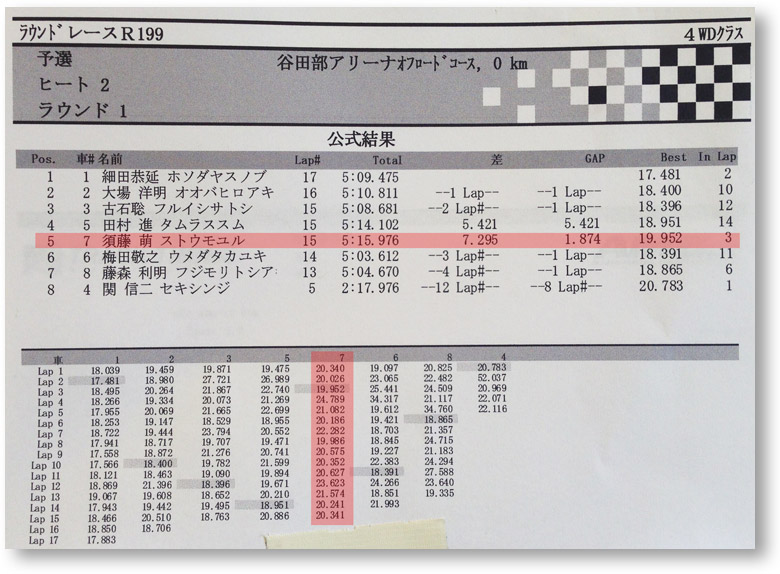 ﾗｳﾝﾄﾞレースR199 4WDｸﾗｽ
予選 谷田部アリーナｵﾌﾛｰﾄﾞｺｰｽ, 0 km
ヒート 2
ラウンド 1
公式結果
Pos. 車# 名前 Lap# Total 差 GAP Best In Lap
1 1 細田恭延 ホソダヤスノブ 17 5:09.475 17.481 2
2 2 大場 洋明 オオバヒロアキ 16 5:10.811 --1 Lap-- --1 Lap-- 18.400 10
3 3 古石聡 フルイシサトシ 15 5:08.681 --2 Lap#-- --1 Lap-- 18.396 12
4 5 田村 進 タムラススム 15 5:14.102 5.421 5.421 18.951 14
5 7 須藤 萌 ストウモユル 15 5:15.976 7.295 1.874 19.952 3
6 6 梅田敬之 ウメダタカユキ 14 5:03.612 --3 Lap#-- --1 Lap-- 18.391 11
7 8 藤森 利明 フジモリトシア 13 5:04.670 --4 Lap#-- --1 Lap-- 18.865 6
8 4 関 信二 セキシンジ 5 2:17.976 --12 Lap#-- --8 Lap#-- 20.783 1
車 1 2 3 5 7 6 8 4
Lap 1 18.039 19.459 19.871 19.475 20.340 19.097 20.825 20.783
Lap 2 17.481 18.980 27.721 26.989 20.026 23.065 22.482 52.037
Lap 3 18.495 20.264 21.867 22.740 19.952 25.441 24.509 20.969
Lap 4 18.266 19.334 20.073 21.269 24.789 34.317 21.117 22.071
Lap 5 17.955 20.069 21.665 22.699 21.082 19.612 34.760 22.116
Lap 6 18.253 19.147 18.529 18.955 20.186 19.421 18.865
Lap 7 18.722 19.444 23.794 20.552 22.282 18.703 21.357
Lap 8 17.941 18.717 19.707 19.471 19.986 18.845 24.715
Lap 9 17.558 18.872 21.276 20.741 20.575 19.227 21.183
Lap 10 17.566 18.400 19.782 21.599 20.352 22.383 24.294
Lap 11 18.121 18.463 19.090 19.894 20.627 18.391 27.588
Lap 12 18.869 21.396 18.396 19.671 23.623 24.266 23.640
Lap 13 19.067 19.608 18.652 20.210 21.574 18.851 19.335
Lap 14 17.943 19.442 19.495 18.951 20.241 21.993
Lap 15 18.466 20.510 18.763 20.886 20.341
Lap 16 18.850 18.706
Lap 17 17.883